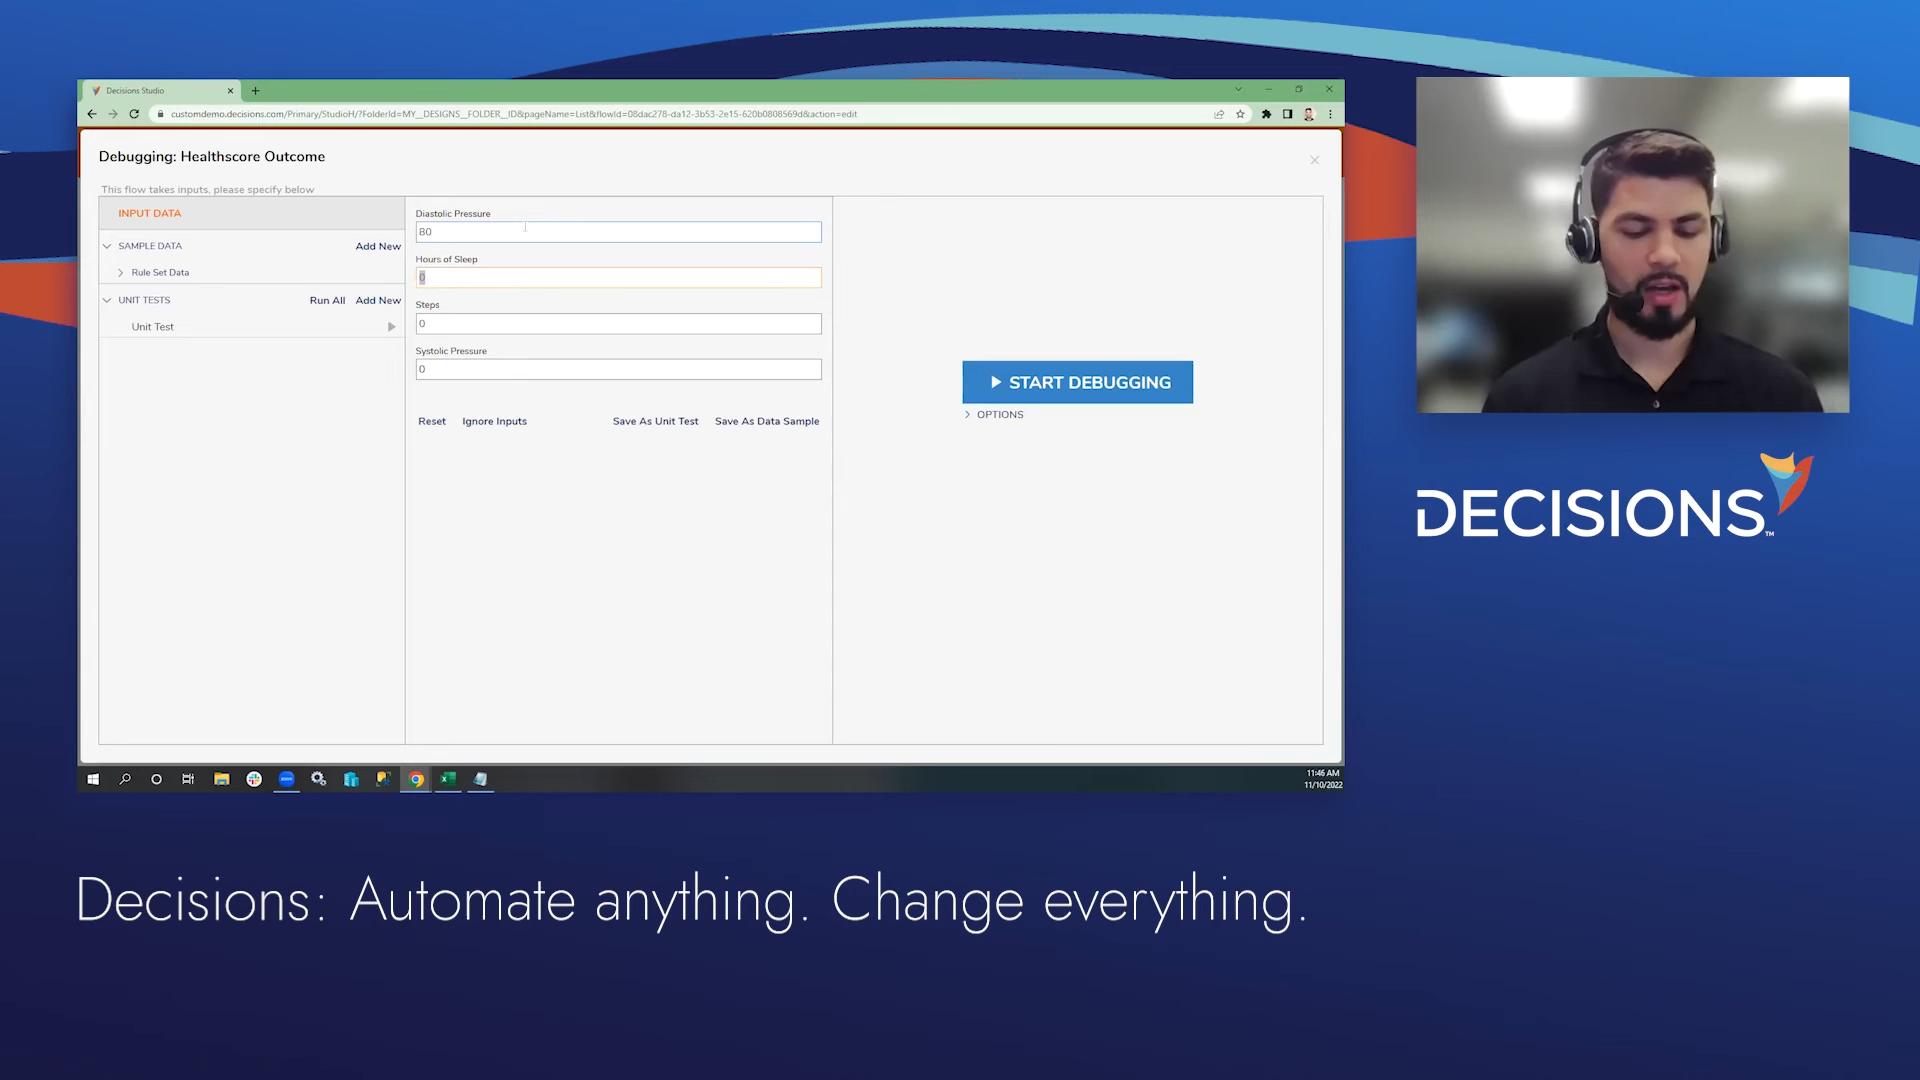 Decisions Studio
customdemo.decisions.com/Primary/StudioH/?FolderId=MY__DESIGNS__FOLDER__ID&pageName=List&flowId=08dac278-da12-3b53-2e15-620b0808569d&action=edit
Debugging: Healthscore Outcome
This flow takes inputs, please specify below
INPUT DATA
SAMPLE DATA Add New
Rule Set Data
UNIT TESTS Run All Add New
Unit Test
Diastolic Pressure
80
Hours of Sleep
0
Steps
0
Systolic Pressure
0
Reset Ignore Inputs Save As Unit Test Save As Data Sample
START DEBUGGING
OPTIONS
11:46 AM
11/10/2022
DECISIONS™
Decisions: Automate anything. Change everything.